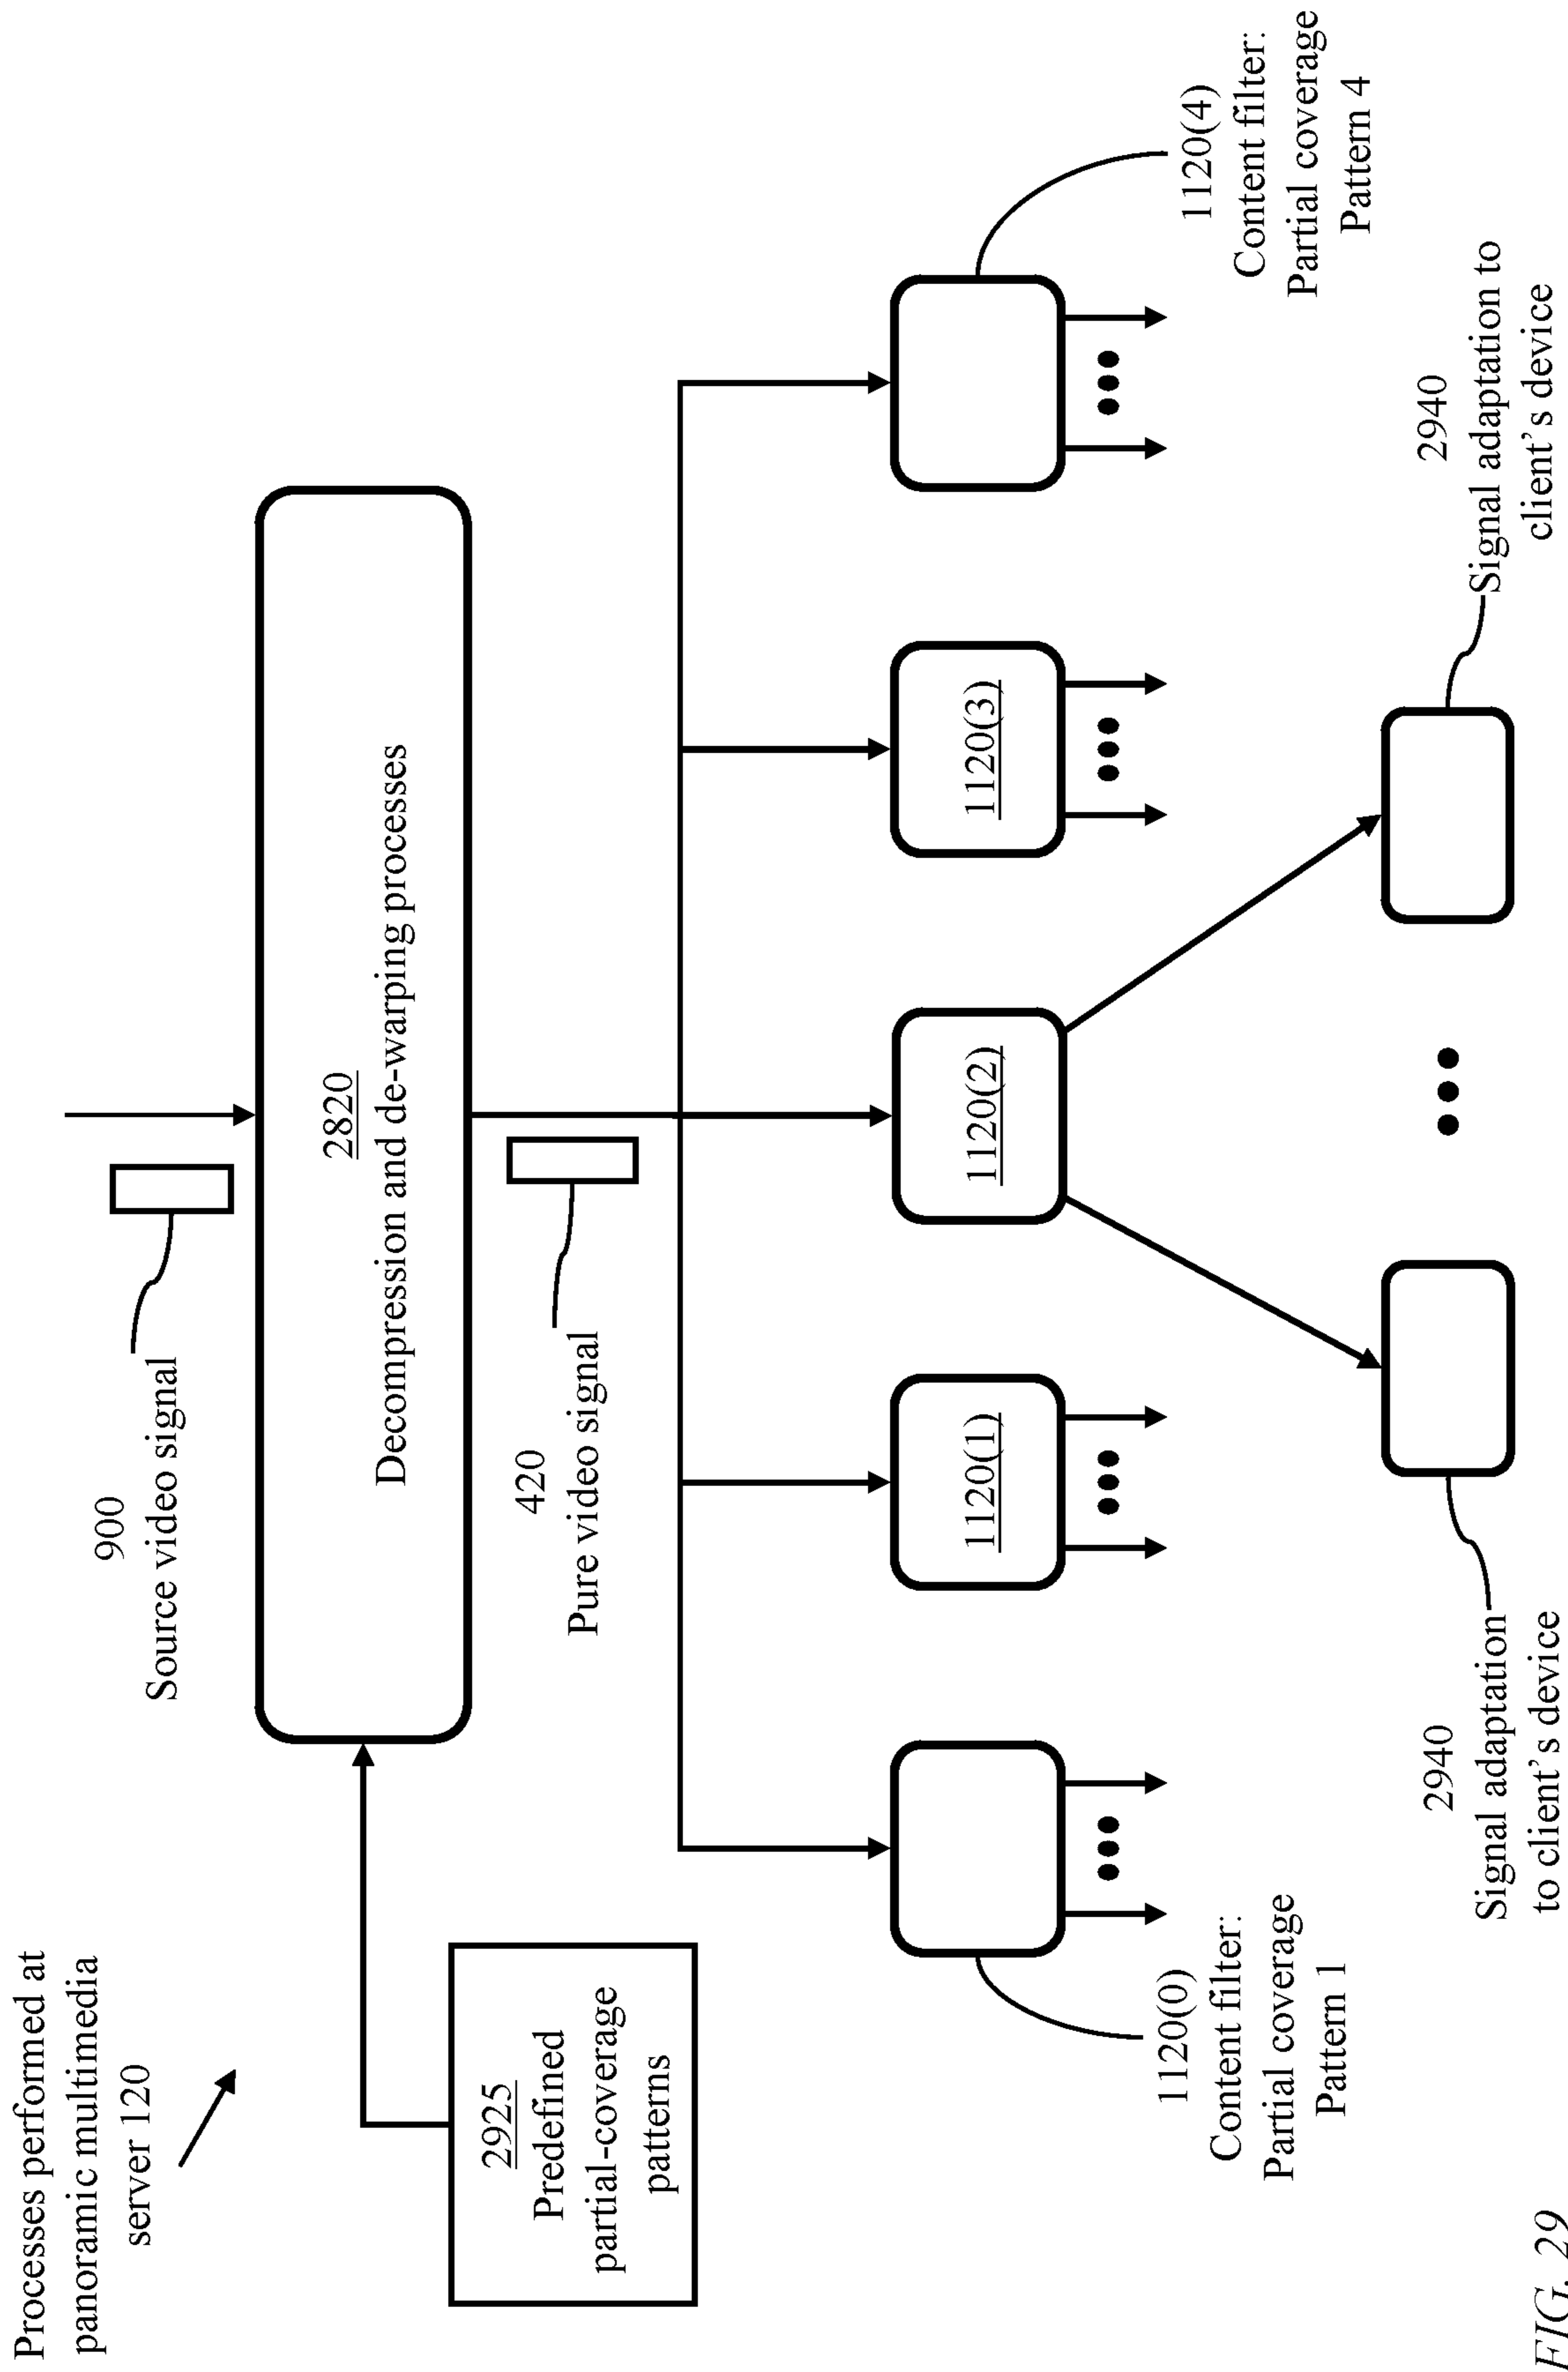 Processes performed at
panoramic multimedia
server 120
900
Source video signal
2820
Decompression and de-warping processes
2925
Predefined
partial-coverage
patterns
420
Pure video signal
1120(0)
Content filter:
Partial coverage
Pattern 1
1120(1)
1120(2)
1120(3)
1120(4)
Content filter:
Partial coverage
Pattern 4
2940
Signal adaptation
to client's device
2940
Signal adaptation to
client's device
FIG. 29